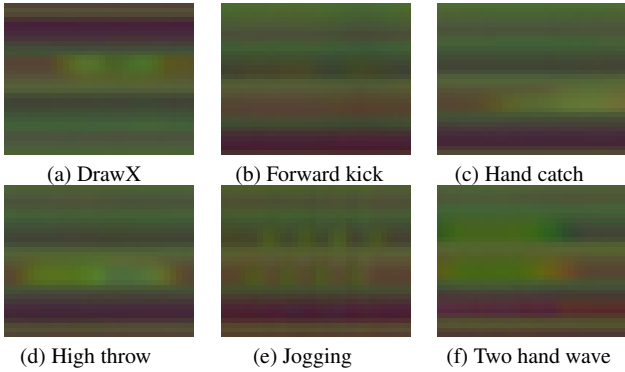 (a) DrawX
(b) Forward kick
(c) Hand catch
(d) High throw
(e) Jogging
(f) Two hand wave